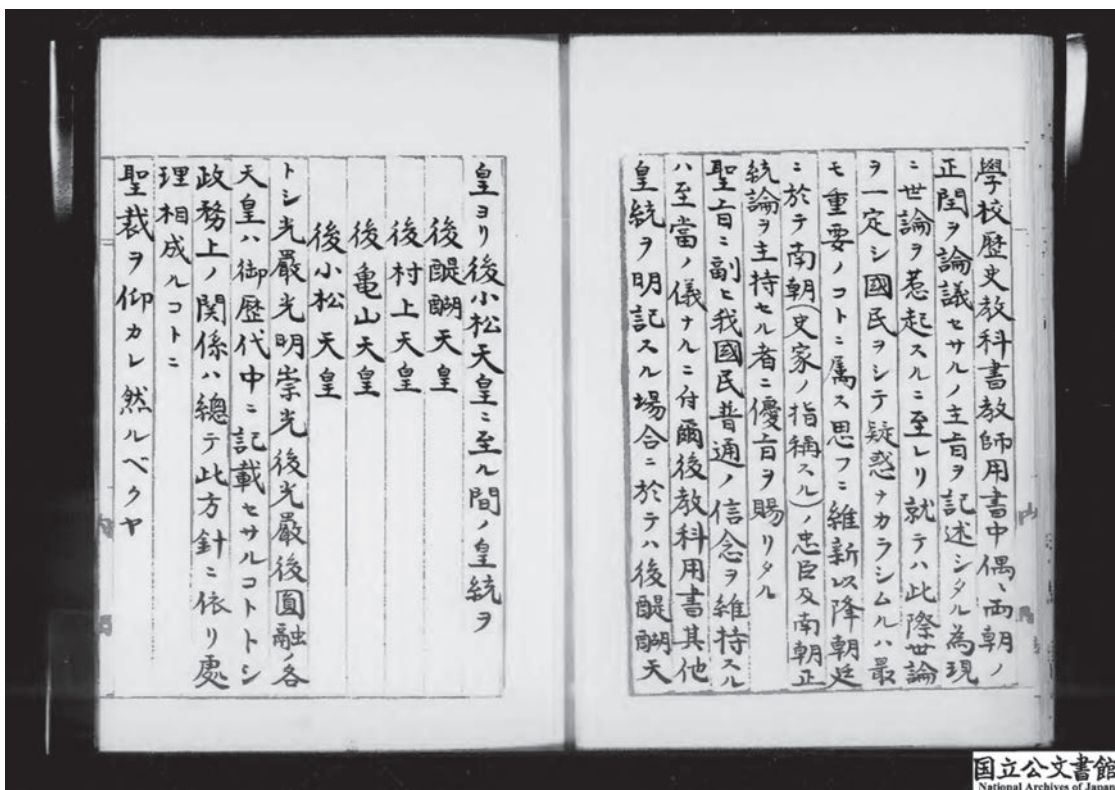 學校歴史教科書教師用書中偶〻両朝ノ
正閏ヲ論議セサルノ主旨ヲ記述シタル為現
ニ世論ヲ惹起スルニ至レリ就テハ此際世論
ヲ一定シ國民ヲシテ疑惑ナカラシムルハ最
モ重要ノコトニ属ス思フニ維新以降朝廷
ニ於テ南朝(史家ノ指稱スル)ノ忠臣及南朝正
統論ヲ主持セル者ニ優旨ヲ賜リタル
聖旨ニ副ヒ我國民普通ノ信念ヲ維持スル
ハ至當ノ儀ナルニ付爾後教科用書其他
皇統ヲ明記スル場合ニ於テハ後醍醐天
皇ヨリ後小松天皇ニ至ル間ノ皇統ヲ
後醍醐天皇
後村上天皇
後亀山天皇
後小松天皇
トシ光嚴光明崇光後光嚴後圓融ノ各
天皇ハ御歴代中ニ記載セサルコトトシ
政務上ノ関係ハ總テ此方針ニ依リ處
理相成ルコトニ
聖裁ヲ仰カレ然ルベクヤ
国立公文書館
National Archives of Japan